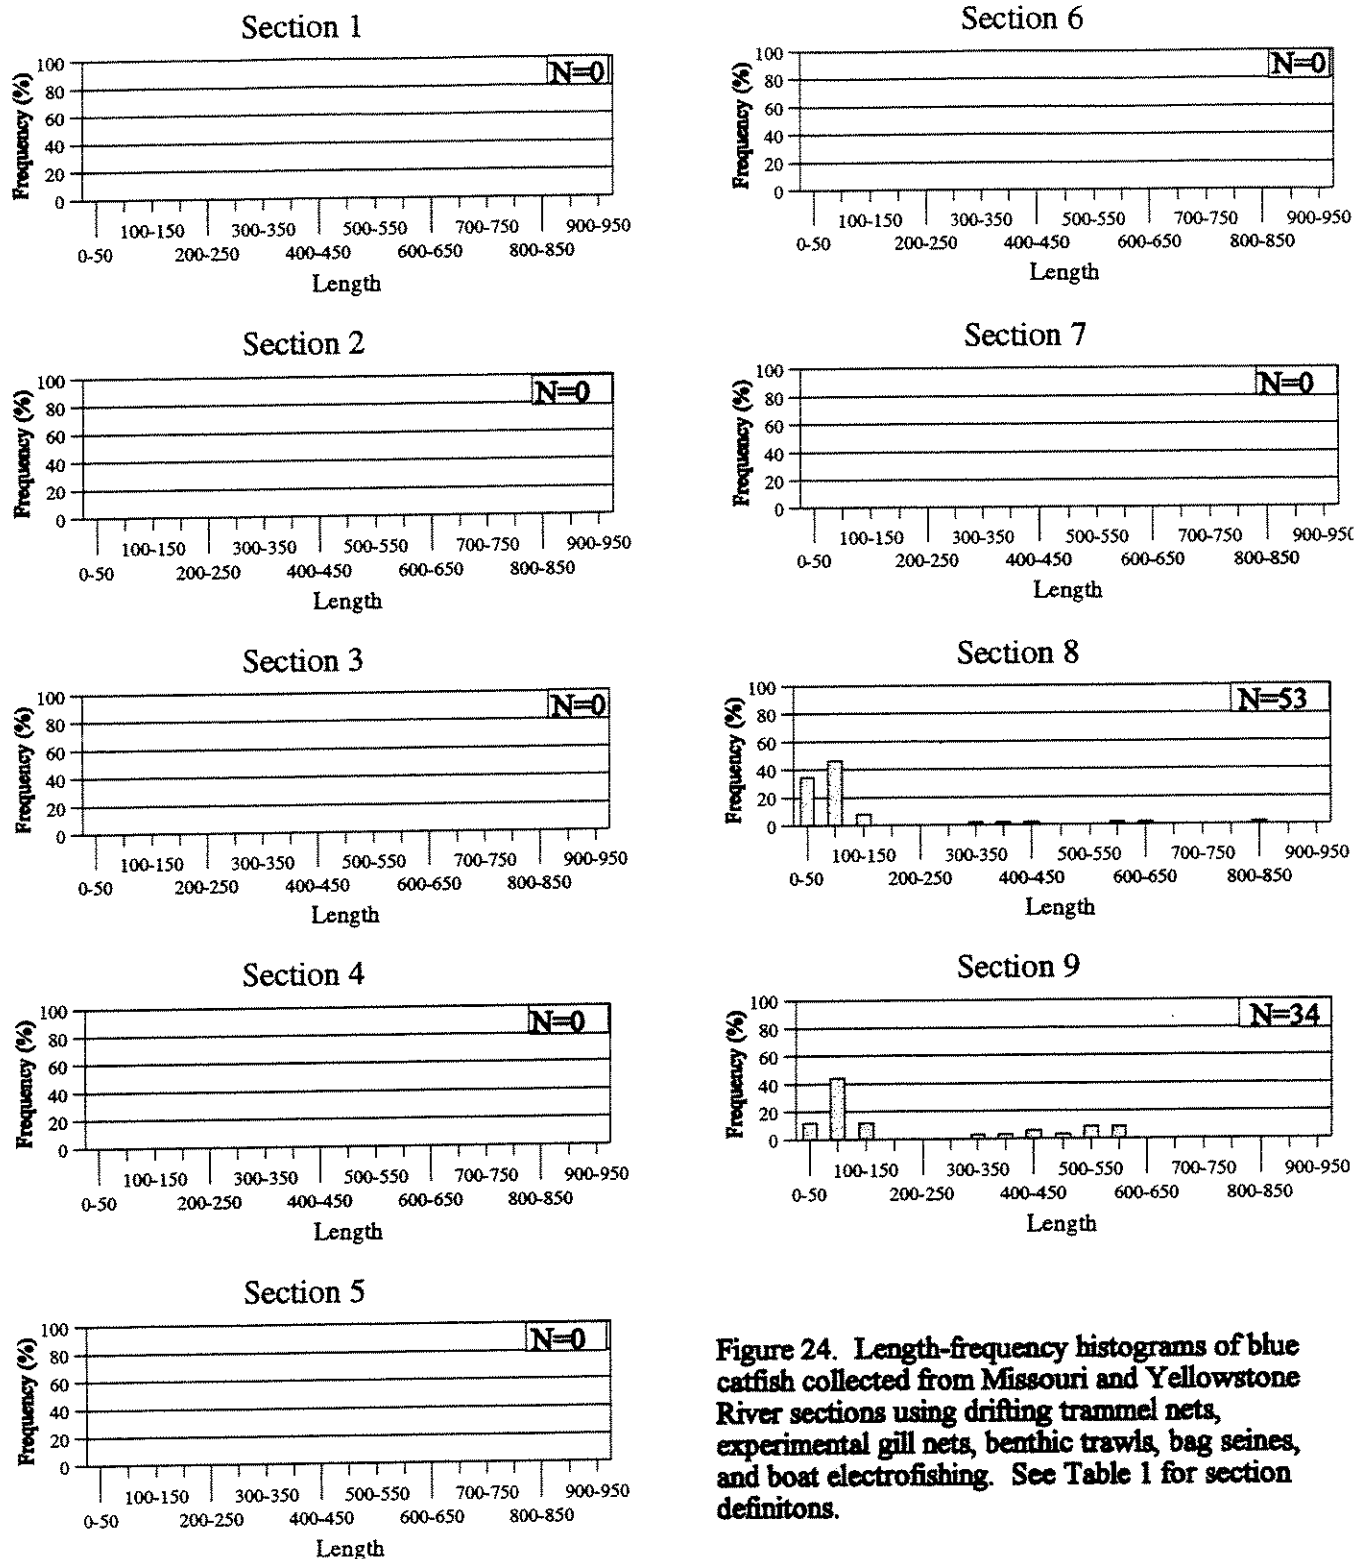 Section 1
N=0
Frequency (%)
100
80
60
40
20
0
100-150 300-350 500-550 700-750 900-950
0-50 200-250 400-450 600-650 800-850
Length
Section 2
N=0
Frequency (%)
100
80
60
40
20
0
100-150 300-350 500-550 700-750 900-950
0-50 200-250 400-450 600-650 800-850
Length
Section 3
N=0
Frequency (%)
100
80
60
40
20
0
100-150 300-350 500-550 700-750 900-950
0-50 200-250 400-450 600-650 800-850
Length
Section 4
N=0
Frequency (%)
100
80
60
40
20
0
100-150 300-350 500-550 700-750 900-950
0-50 200-250 400-450 600-650 800-850
Length
Section 5
N=0
Frequency (%)
100
80
60
40
20
0
100-150 300-350 500-550 700-750 900-950
0-50 200-250 400-450 600-650 800-850
Length
Section 6
N=0
Frequency (%)
100
80
60
40
20
0
100-150 300-350 500-550 700-750 900-950
0-50 200-250 400-450 600-650 800-850
Length
Section 7
N=0
Frequency (%)
100
80
60
40
20
0
100-150 300-350 500-550 700-750 900-950
0-50 200-250 400-450 600-650 800-850
Length
Section 8
N=53
Frequency (%)
100
80
60
40
20
0
100-150 300-350 500-550 700-750 900-950
0-50 200-250 400-450 600-650 800-850
Length
Section 9
N=34
Frequency (%)
100
80
60
40
20
0
100-150 300-350 500-550 700-750 900-950
0-50 200-250 400-450 600-650 800-850
Length
Figure 24. Length-frequency histograms of blue
catfish collected from Missouri and Yellowstone
River sections using drifting trammel nets,
experimental gill nets, benthic trawls, bag seines,
and boat electrofishing. See Table 1 for section
definitons.